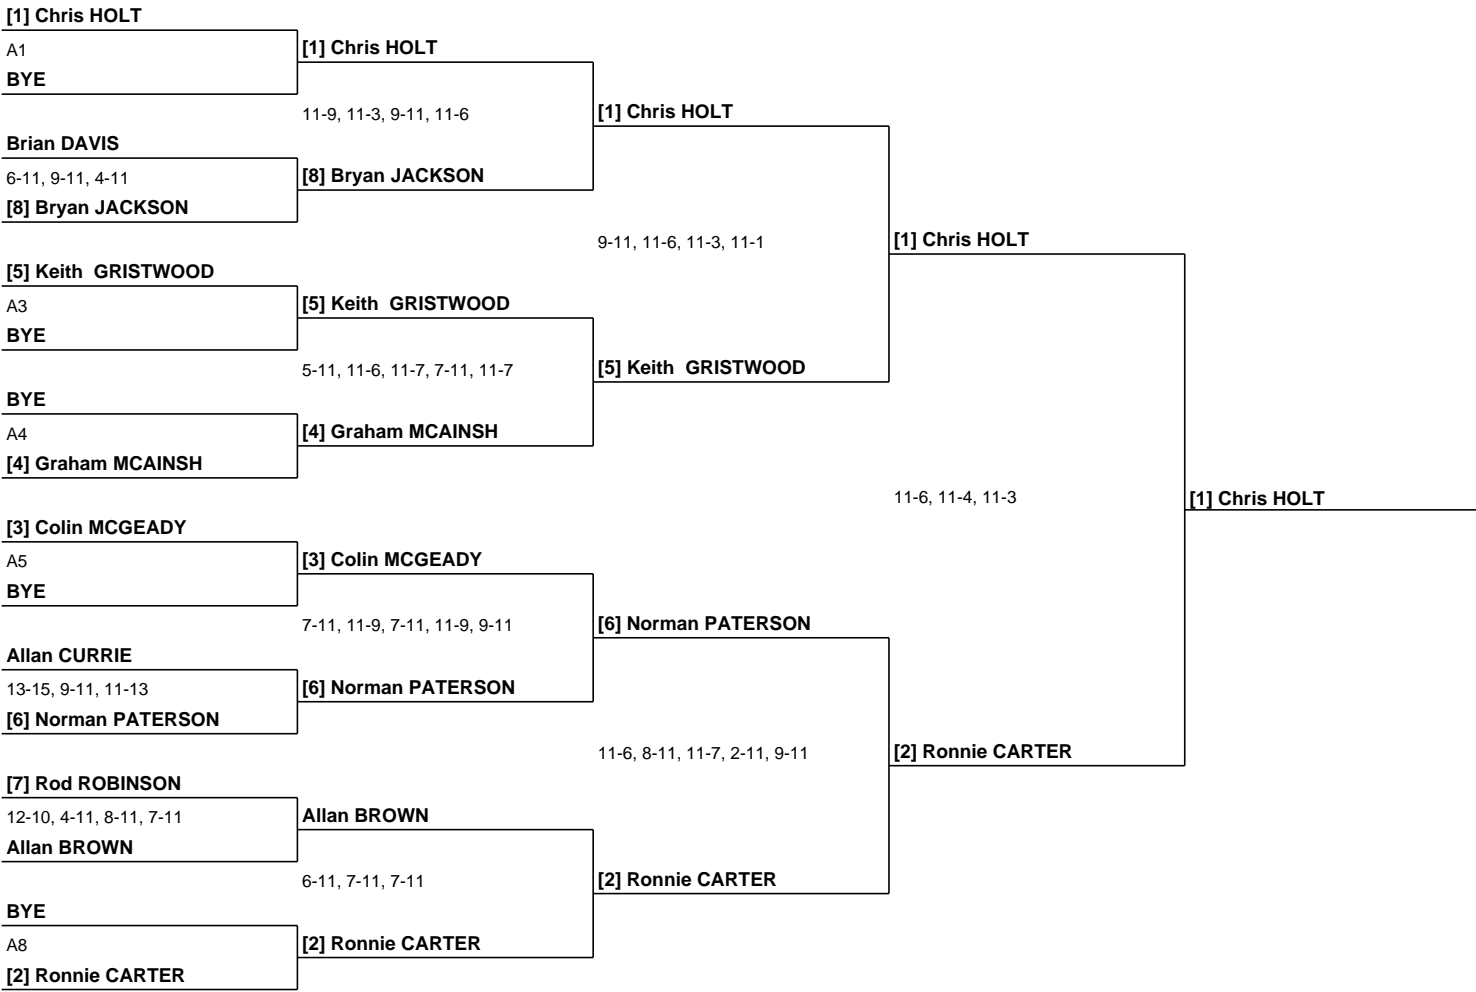 [1] Chris HOLT
A1
BYE
Brian DAVIS
6-11, 9-11, 4-11
[8] Bryan JACKSON
[5] Keith  GRISTWOOD
A3
BYE
BYE
A4
[4] Graham MCAINSH
[3] Colin MCGEADY
A5
BYE
Allan CURRIE
13-15, 9-11, 11-13
[6] Norman PATERSON
[7] Rod ROBINSON
12-10, 4-11, 8-11, 7-11
Allan BROWN
BYE
A8
[2] Ronnie CARTER
[1] Chris HOLT
11-9, 11-3, 9-11, 11-6
[8] Bryan JACKSON
[5] Keith  GRISTWOOD
5-11, 11-6, 11-7, 7-11, 11-7
[4] Graham MCAINSH
[3] Colin MCGEADY
7-11, 11-9, 7-11, 11-9, 9-11
[6] Norman PATERSON
Allan BROWN
6-11, 7-11, 7-11
[2] Ronnie CARTER
[1] Chris HOLT
9-11, 11-6, 11-3, 11-1
[5] Keith  GRISTWOOD
[6] Norman PATERSON
11-6, 8-11, 11-7, 2-11, 9-11
[2] Ronnie CARTER
[1] Chris HOLT
11-6, 11-4, 11-3
[2] Ronnie CARTER
[1] Chris HOLT